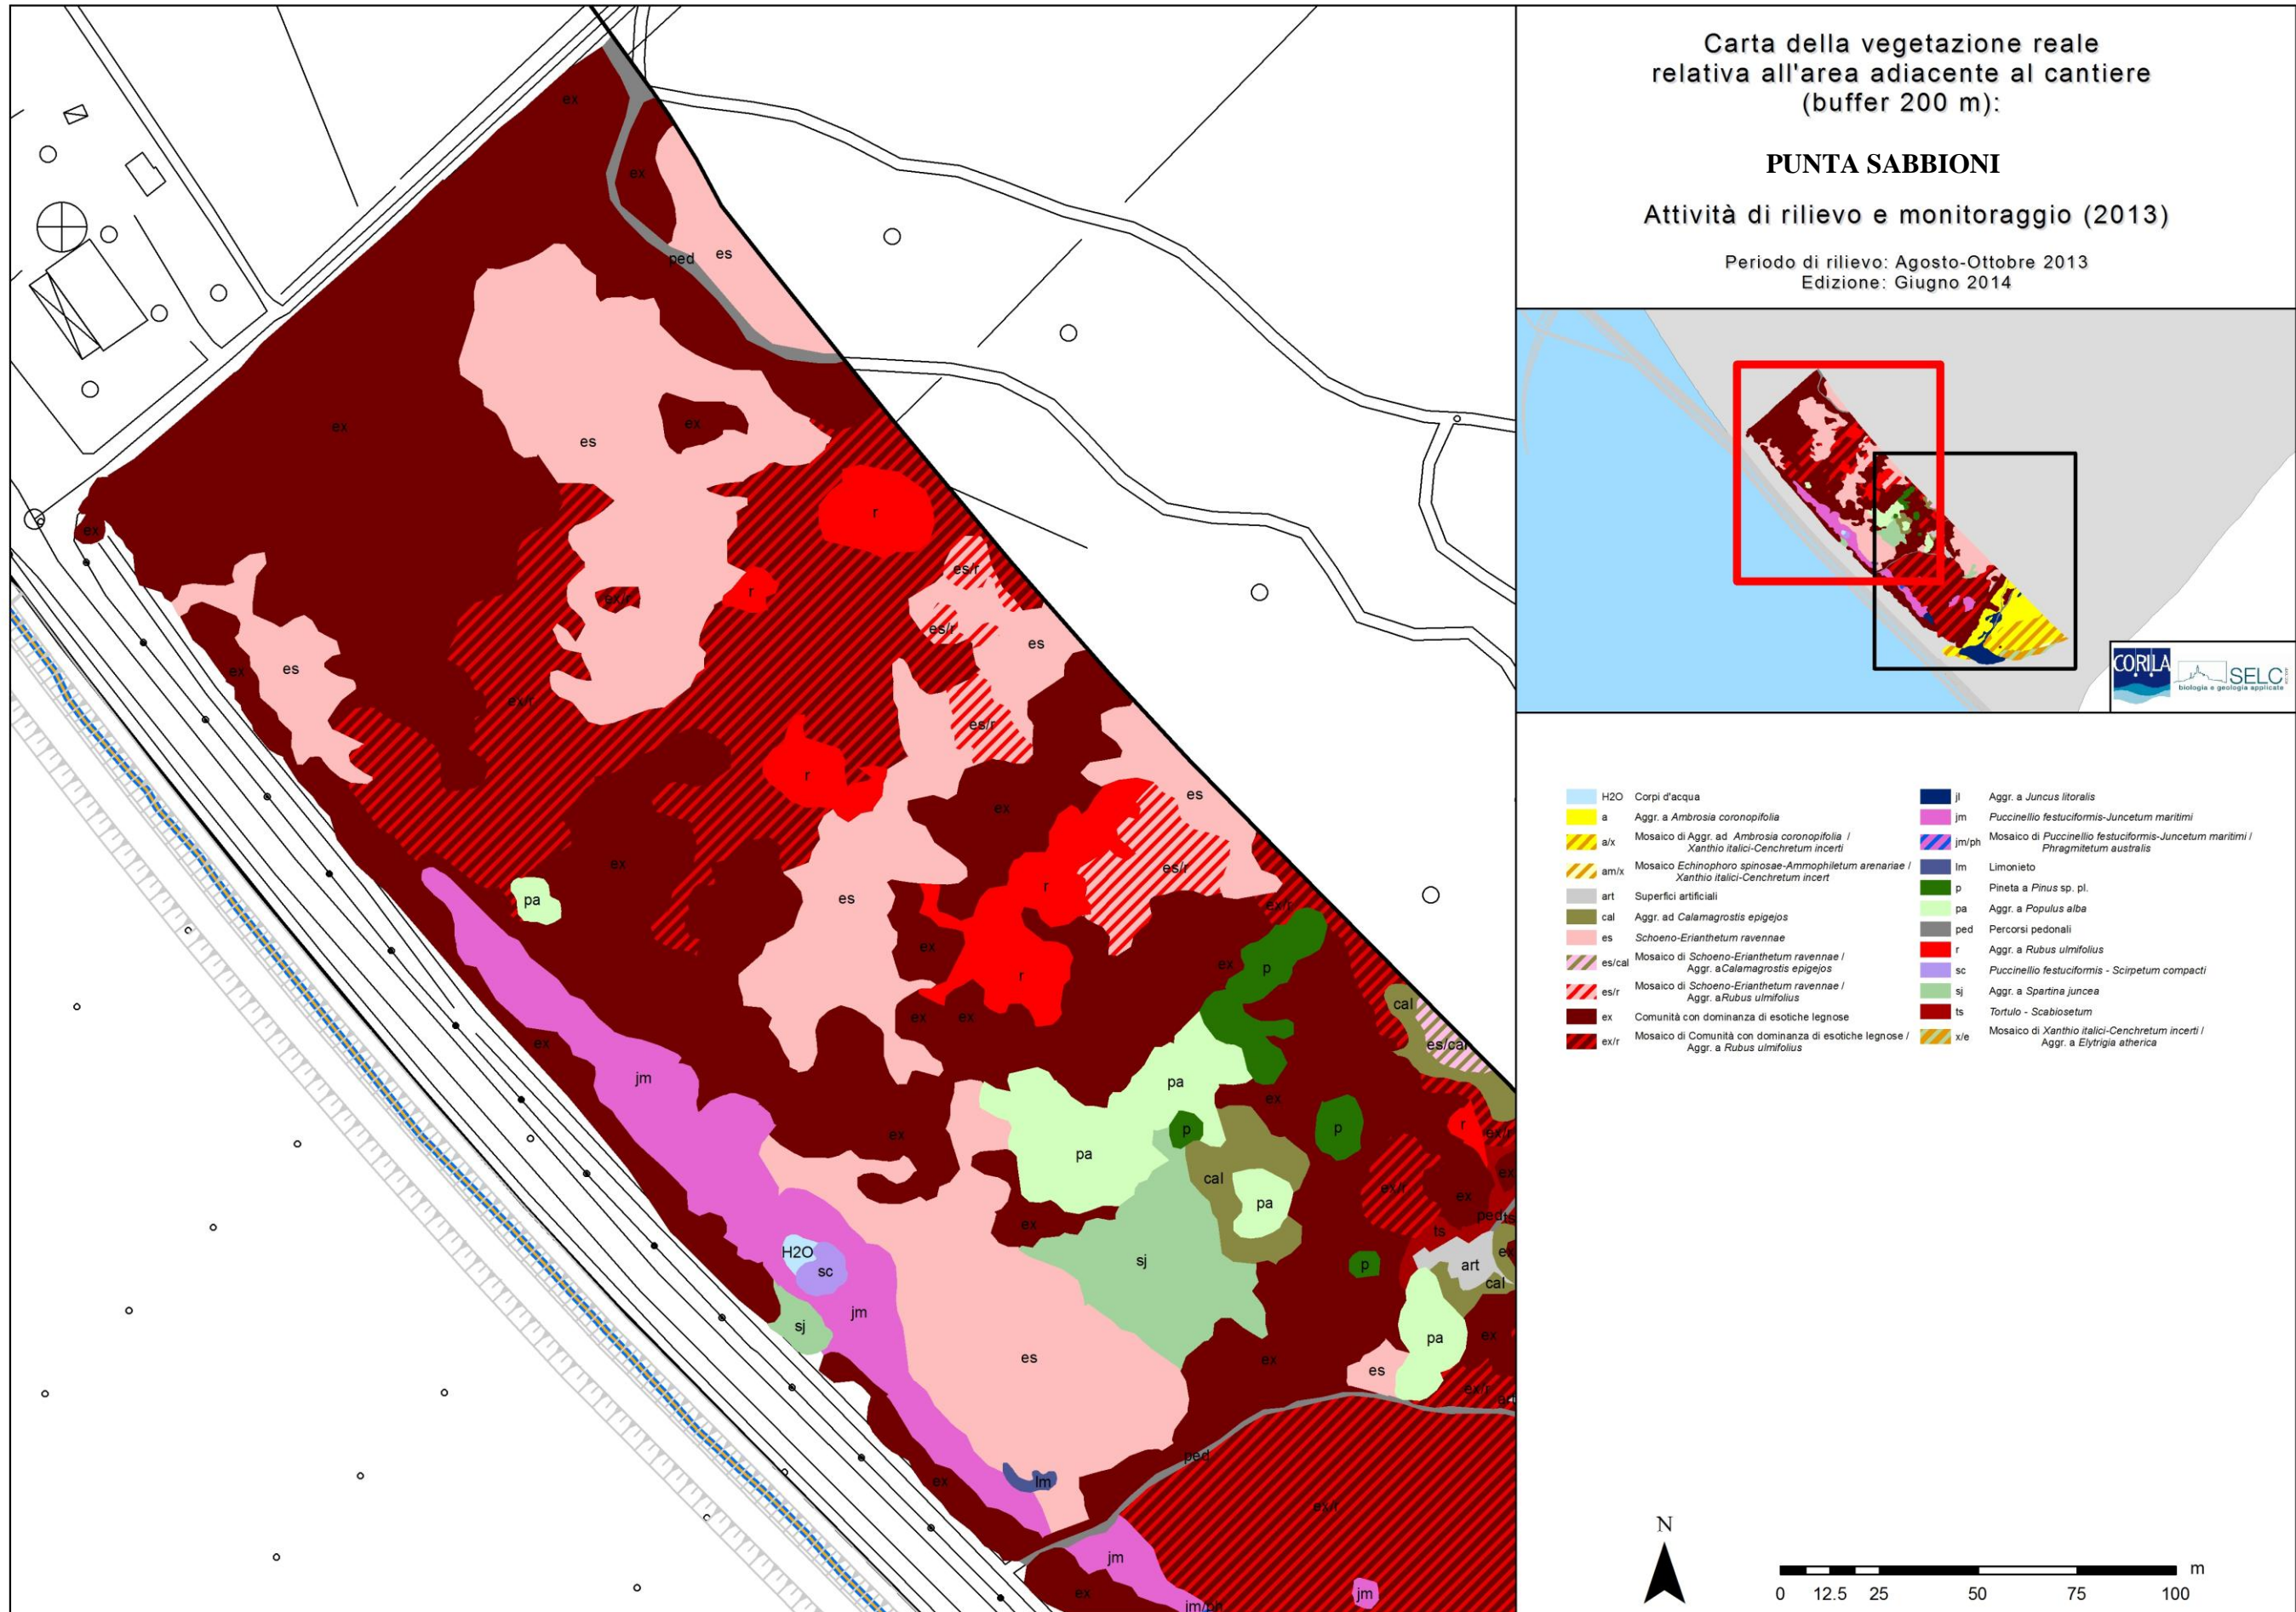 Carta della vegetazione reale
relativa all'area adiacente al cantiere
(buffer 200 m):
PUNTA SABBIONI
Attività di rilievo e monitoraggio (2013)
Periodo di rilievo: Agosto-Ottobre 2013
Edizione: Giugno 2014
CORILA
SELC
biologia e geologia applicate
H2O Corpi d'acqua
a Aggr. a Ambrosia coronopifolia
a/x Mosaico di Aggr. ad Ambrosia coronopifolia /
Xanthio italici-Cenchretum incerti
am/x Mosaico Echinophoro spinosae-Ammophiletum arenariae /
Xanthio italici-Cenchretum incert
art Superfici artificiali
cal Aggr. ad Calamagrostis epigejos
es Schoeno-Erianthetum ravennae
es/cal Mosaico di Schoeno-Erianthetum ravennae /
Aggr. aCalamagrostis epigejos
es/r Mosaico di Schoeno-Erianthetum ravennae /
Aggr. aRubus ulmifolius
ex Comunità con dominanza di esotiche legnose
ex/r Mosaico di Comunità con dominanza di esotiche legnose /
Aggr. a Rubus ulmifolius
jl Aggr. a Juncus litoralis
jm Puccinellio festuciformis-Juncetum maritimi
jm/ph Mosaico di Puccinellio festuciformis-Juncetum maritimi /
Phragmitetum australis
lm Limonieto
p Pineta a Pinus sp. pl.
pa Aggr. a Populus alba
ped Percorsi pedonali
r Aggr. a Rubus ulmifolius
sc Puccinellio festuciformis - Scirpetum compacti
sj Aggr. a Spartina juncea
ts Tortulo - Scabiosetum
x/e Mosaico di Xanthio italici-Cenchretum incerti /
Aggr. a Elytrigia atherica
N
m
0 12.5 25 50 75 100
ex
ex
es
ped
ex
ex
es
r
ex
es/r
r
ex/r
es/r
es
ex
es
ex/r
es/r
r
es
ex
ex
es/r
r
pa
es
ex/r
ex
ex
p
r
cal
ex
ex
ex
es/cal
jm
pa
ex
r
p
p
ex/r
ex
pa
ex
cal
ex/r
ex
pa
ped
ts
ex
ts
H2O
sj
ex
sc
p
art
cal
jm
sj
ex
pa
es
ex
es
ex/r
art
ped
ex
lm
ex/r
jm
ex
jm
jm/ph